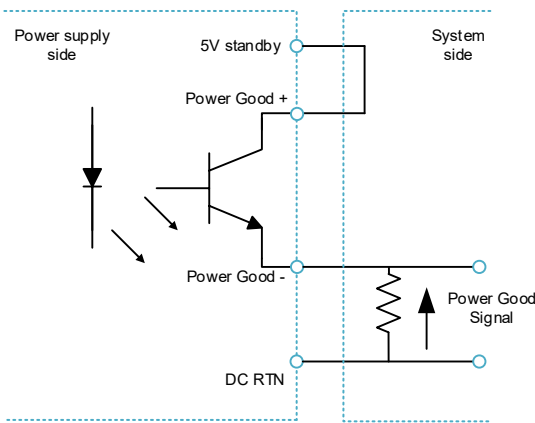 Power supply
side
5V standby
System
side
Power Good +
Power Good -
Power Good
Signal
DC RTN